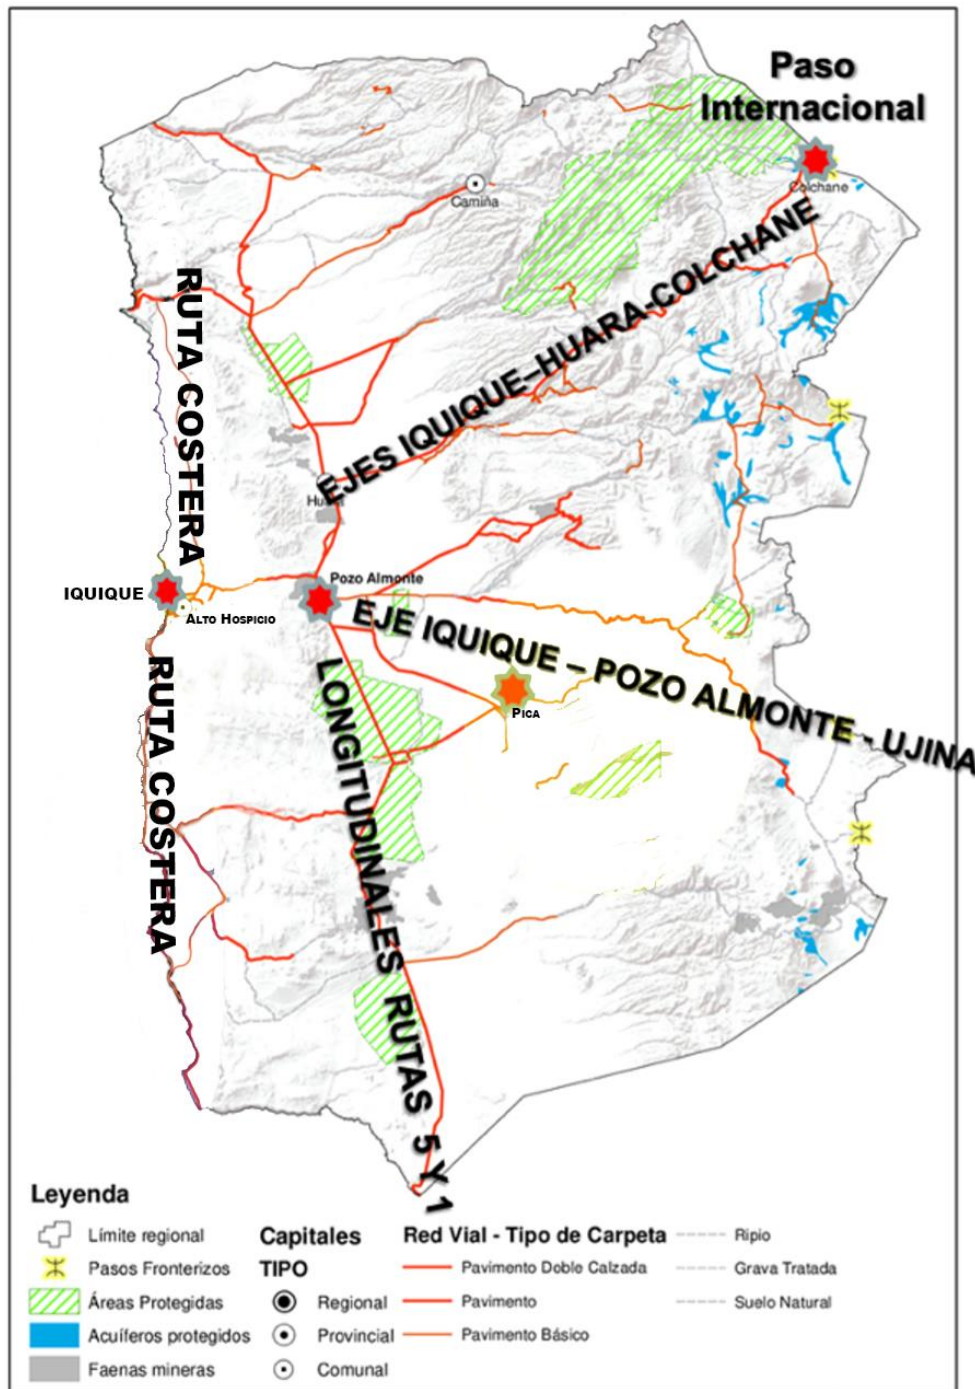 Paso
Internacional
Colchane
Camiña
RUTA COSTERA
EJES IQUIQUE–HUARA-COLCHANE
Pozo Almonte
IQUIQUE
ALTO HOSPICIO
EJE IQUIQUE – POZO ALMONTE - UJINA
PICA
RUTA COSTERA
LONGITUDINALES RUTAS 5 Y 1
Leyenda
Límite regional
Pasos Fronterizos
Áreas Protegidas
Acuíferos protegidos
Faenas mineras
Capitales
TIPO
Regional
Provincial
Comunal
Red Vial - Tipo de Carpeta
Pavimento Doble Calzada
Pavimento
Pavimento Básico
Ripio
Grava Tratada
Suelo Natural